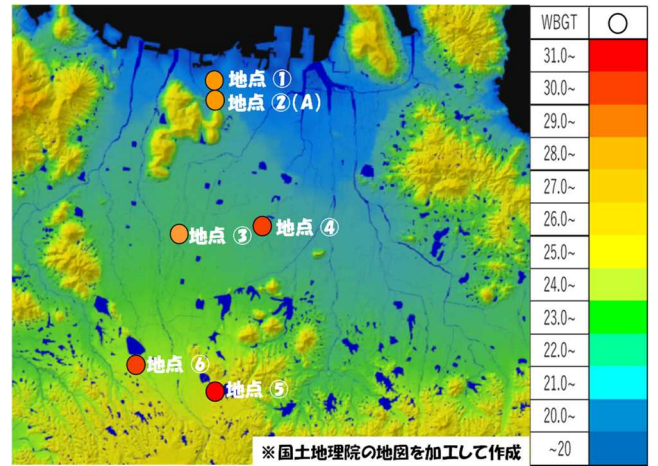 地点 ①
地点 ②(A)
地点 ③
地点 ④
地点 ⑥
地点 ⑤
※国土地理院の地図を加工して作成
WBGT ○
31.0~
30.0~
29.0~
28.0~
27.0~
26.0~
25.0~
24.0~
23.0~
22.0~
21.0~
20.0~
~20